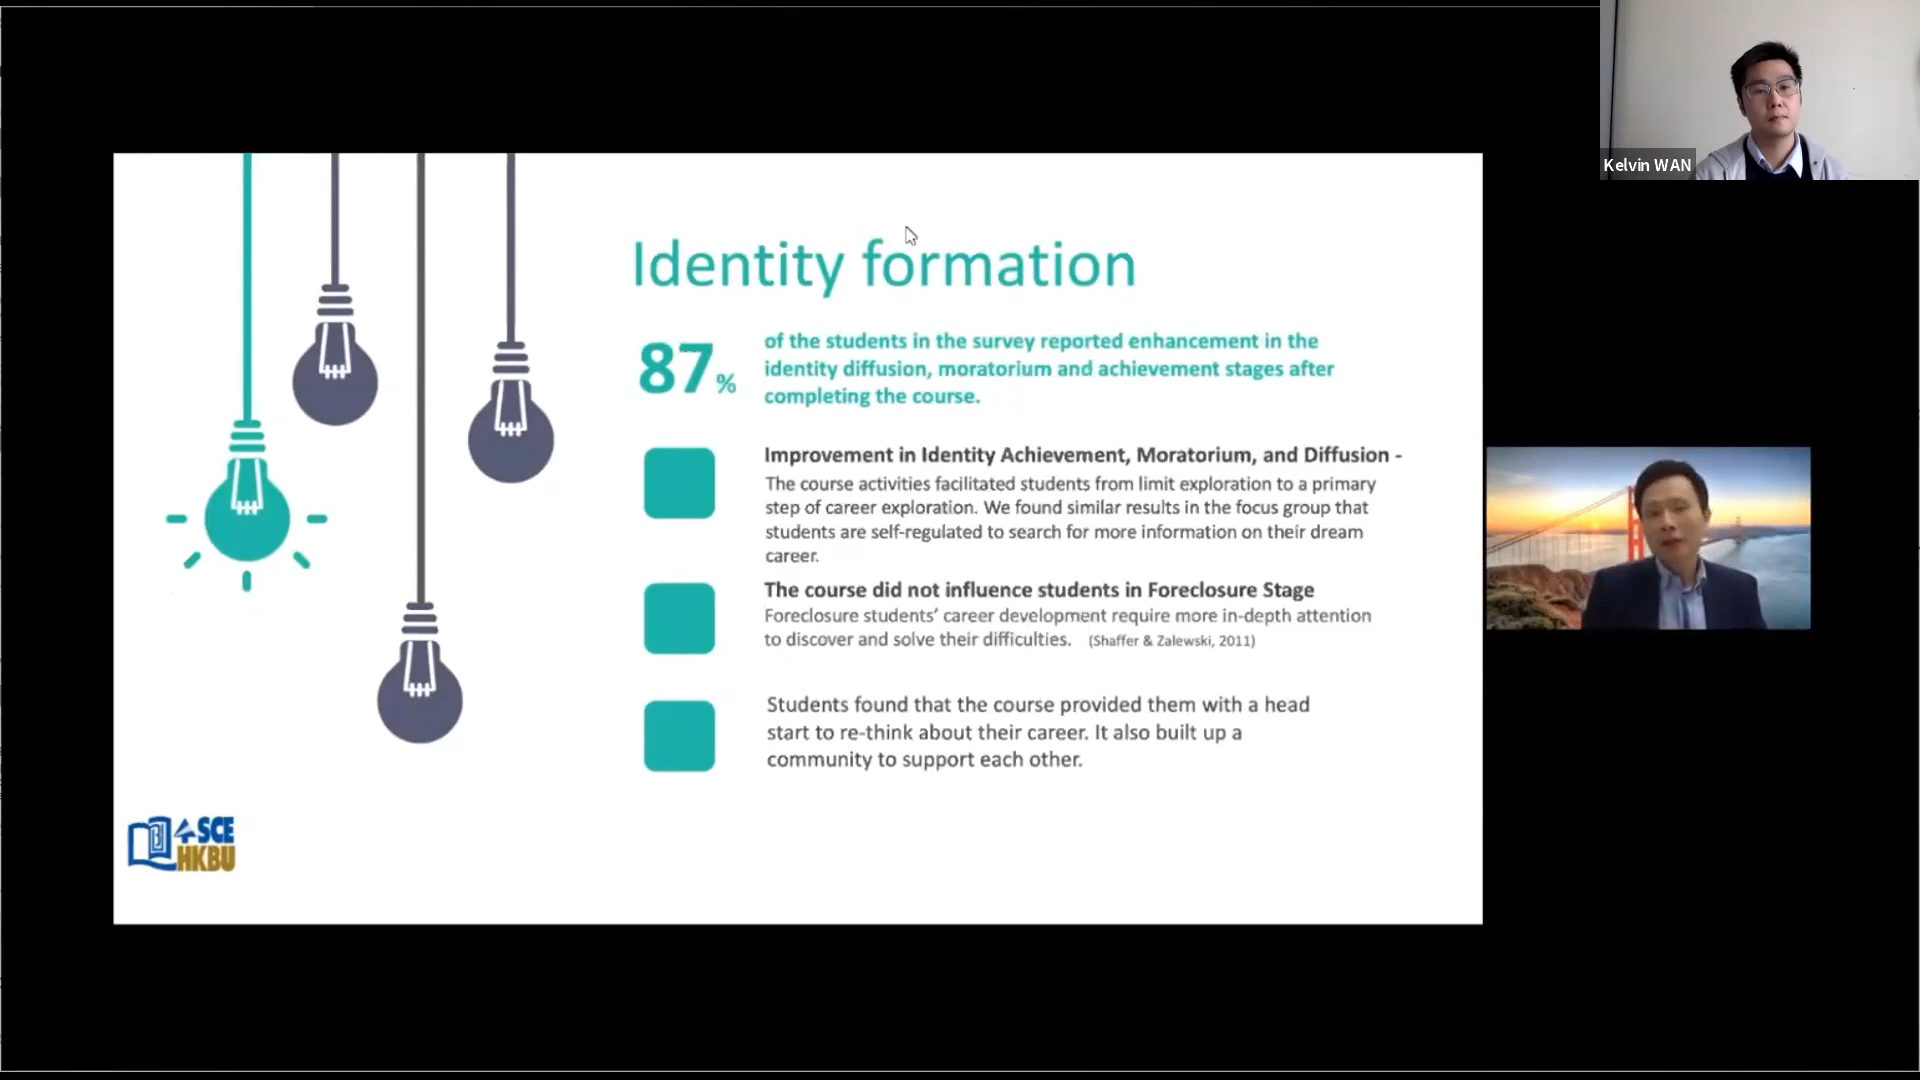 Kelvin WAN
Identity formation
87%
of the students in the survey reported enhancement in the
identity diffusion, moratorium and achievement stages after
completing the course.
Improvement in Identity Achievement, Moratorium, and Diffusion -
The course activities facilitated students from limit exploration to a primary
step of career exploration. We found similar results in the focus group that
students are self-regulated to search for more information on their dream
career.
The course did not influence students in Foreclosure Stage
Foreclosure students' career development require more in-depth attention
to discover and solve their difficulties. (Shaffer & Zalewski, 2011)
Students found that the course provided them with a head
start to re-think about their career. It also built up a
community to support each other.
SCE
HKBU